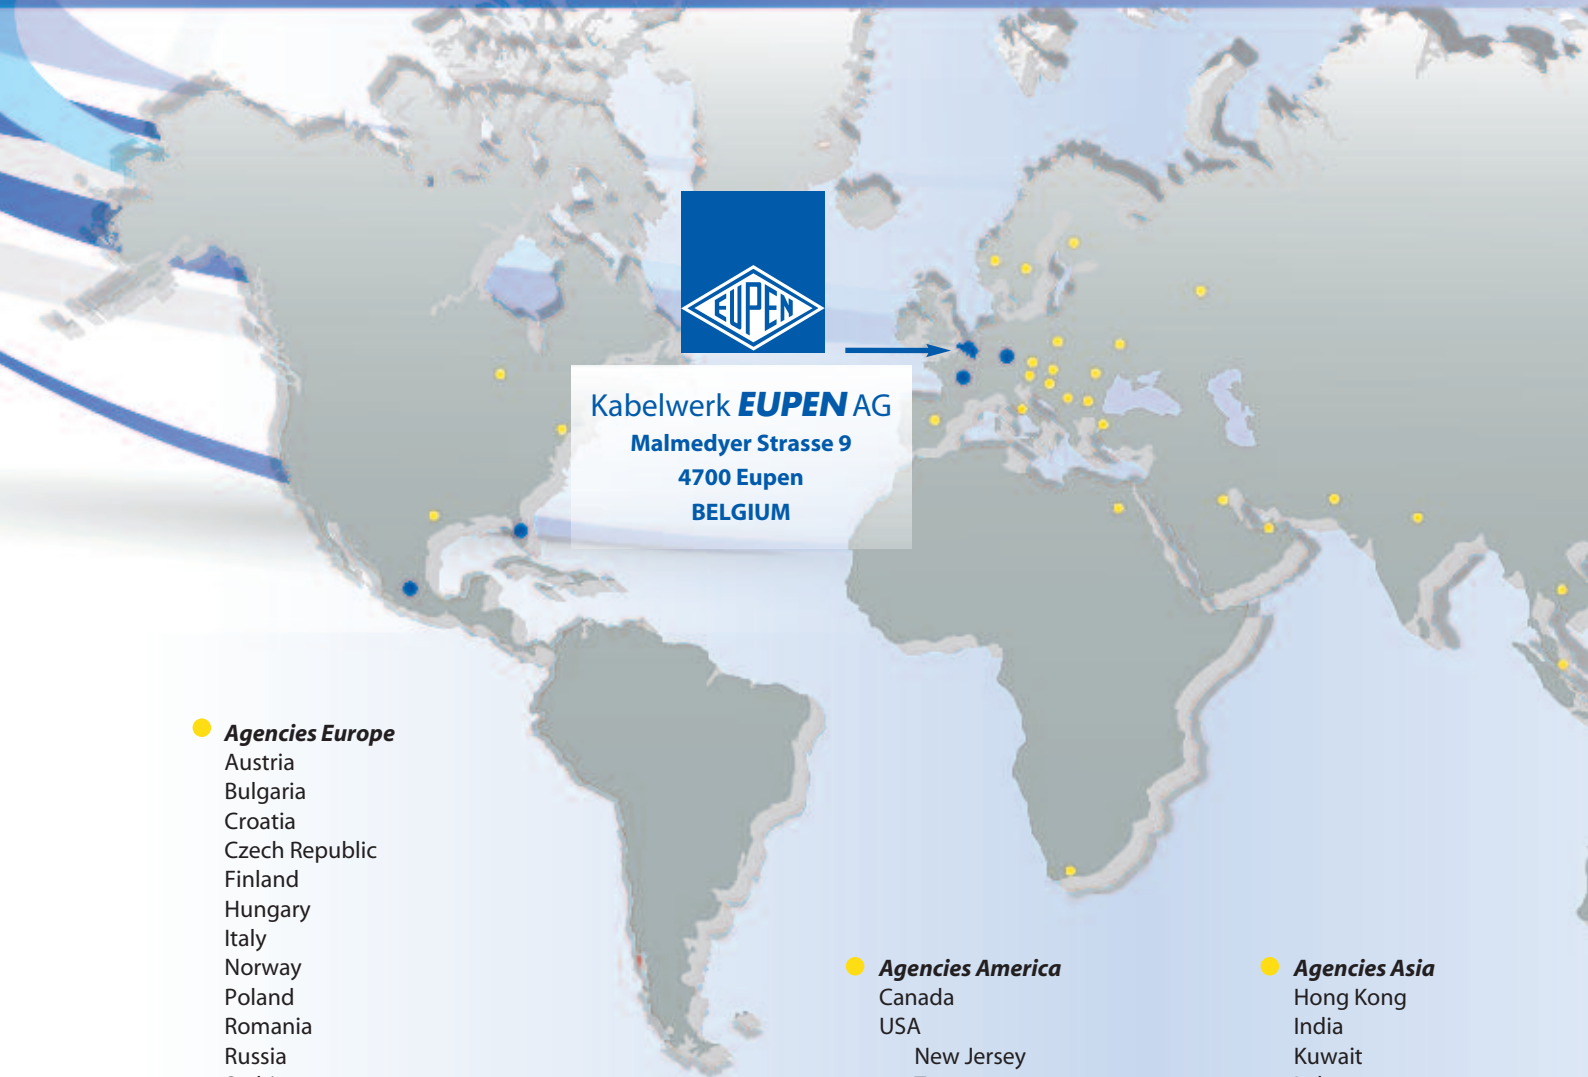 EUPEN
Kabelwerk EUPEN AG
Malmedyer Strasse 9
4700 Eupen
BELGIUM
Agencies Europe
Austria
Bulgaria
Croatia
Czech Republic
Finland
Hungary
Italy
Norway
Poland
Romania
Russia
Agencies America
Canada
USA
New Jersey
Agencies Asia
Hong Kong
India
Kuwait